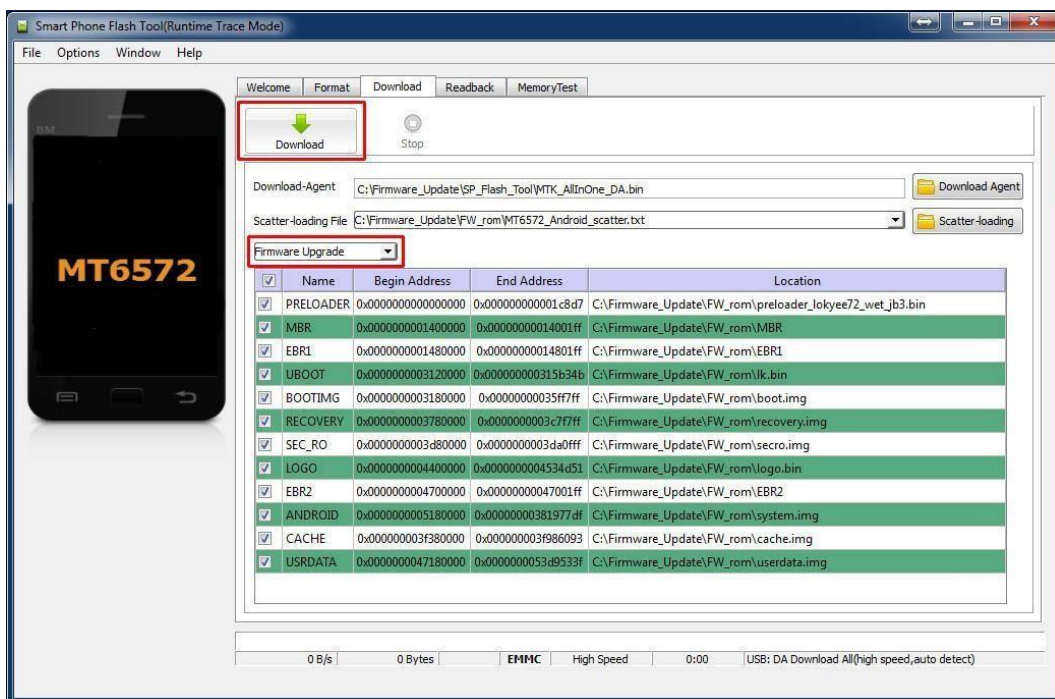 Smart Phone Flash Tool(Runtime Trace Mode)
File Options Window Help
BM
MT6572
Welcome Format Download Readback MemoryTest
Download Stop
Download-Agent C:\Firmware_Update\SP_Flash_Tool\MTK_AllInOne_DA.bin Download Agent
Scatter-loading File C:\Firmware_Update\FW_rom\MT6572_Android_scatter.txt Scatter-loading
Firmware Upgrade
Name Begin Address End Address Location
PRELOADER 0x0000000000000000 0x000000000001c8d7 C:\Firmware_Update\FW_rom\preloader_lokyee72_wet_jb3.bin
MBR 0x0000000001400000 0x00000000014001ff C:\Firmware_Update\FW_rom\MBR
EBR1 0x0000000001480000 0x00000000014801ff C:\Firmware_Update\FW_rom\EBR1
UBOOT 0x0000000003120000 0x000000000315b34b C:\Firmware_Update\FW_rom\lk.bin
BOOTIMG 0x0000000003180000 0x00000000035ff7ff C:\Firmware_Update\FW_rom\boot.img
RECOVERY 0x0000000003780000 0x0000000003c7f7ff C:\Firmware_Update\FW_rom\recovery.img
SEC_RO 0x0000000003d80000 0x0000000003da0fff C:\Firmware_Update\FW_rom\secro.img
LOGO 0x0000000004400000 0x0000000004534d51 C:\Firmware_Update\FW_rom\logo.bin
EBR2 0x0000000004700000 0x00000000047001ff C:\Firmware_Update\FW_rom\EBR2
ANDROID 0x0000000005180000 0x00000000381977df C:\Firmware_Update\FW_rom\system.img
CACHE 0x000000003f380000 0x000000003f986093 C:\Firmware_Update\FW_rom\cache.img
USRDATA 0x0000000047180000 0x0000000053d9533f C:\Firmware_Update\FW_rom\userdata.img
0 B/s 0 Bytes EMMC High Speed 0:00 USB: DA Download All(high speed,auto detect)